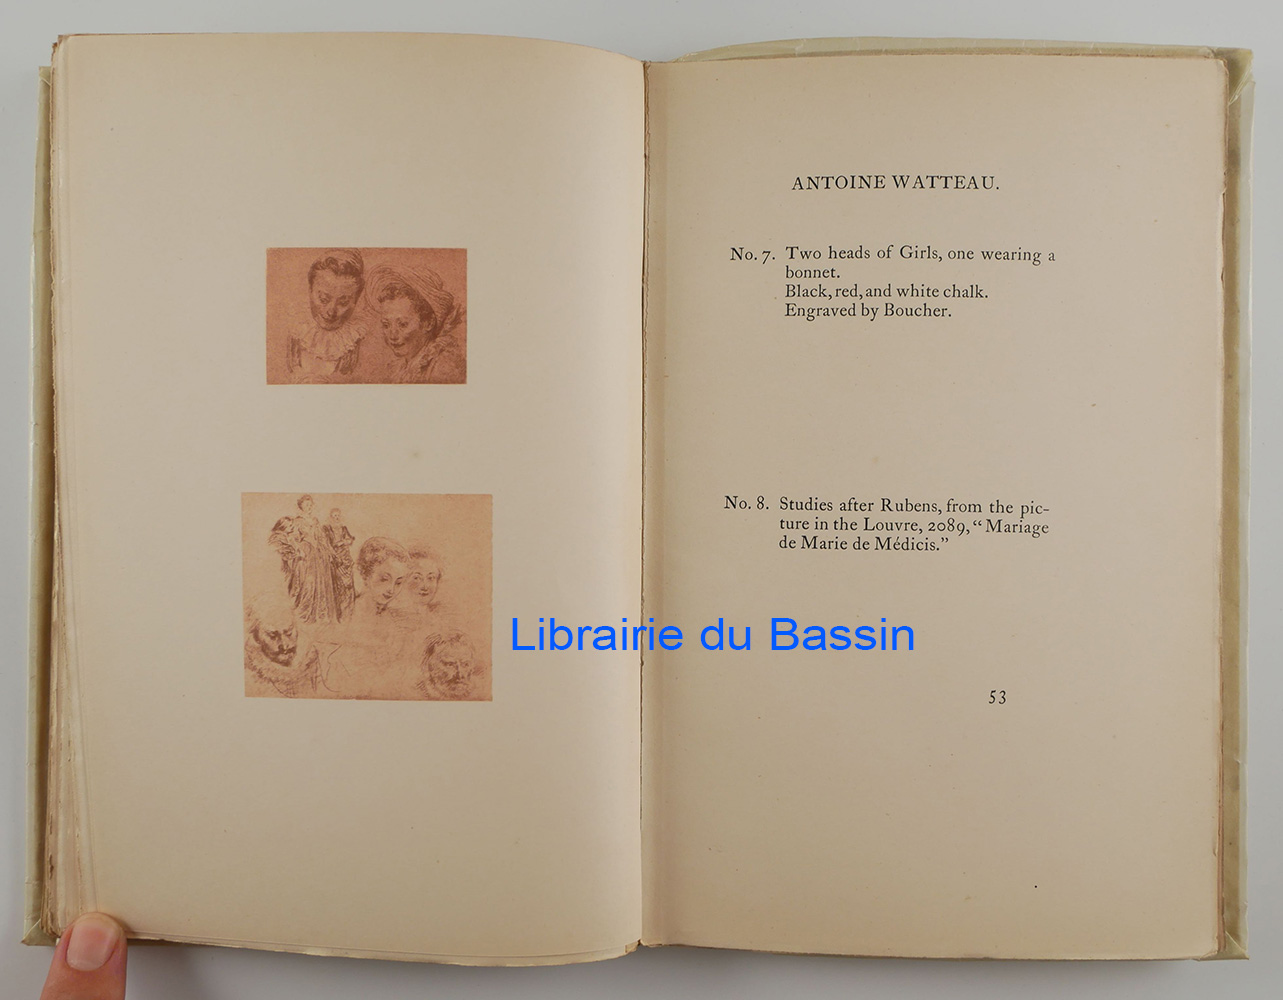 ANTOINE WATTEAU.
No. 7. Two heads of Girls, one wearing a
bonnet.
Black, red, and white chalk.
Engraved by Boucher.
No. 8. Studies after Rubens, from the pic-
ture in the Louvre, 2089, “Mariage
de Marie de Médicis.”
Librairie du Bassin
53